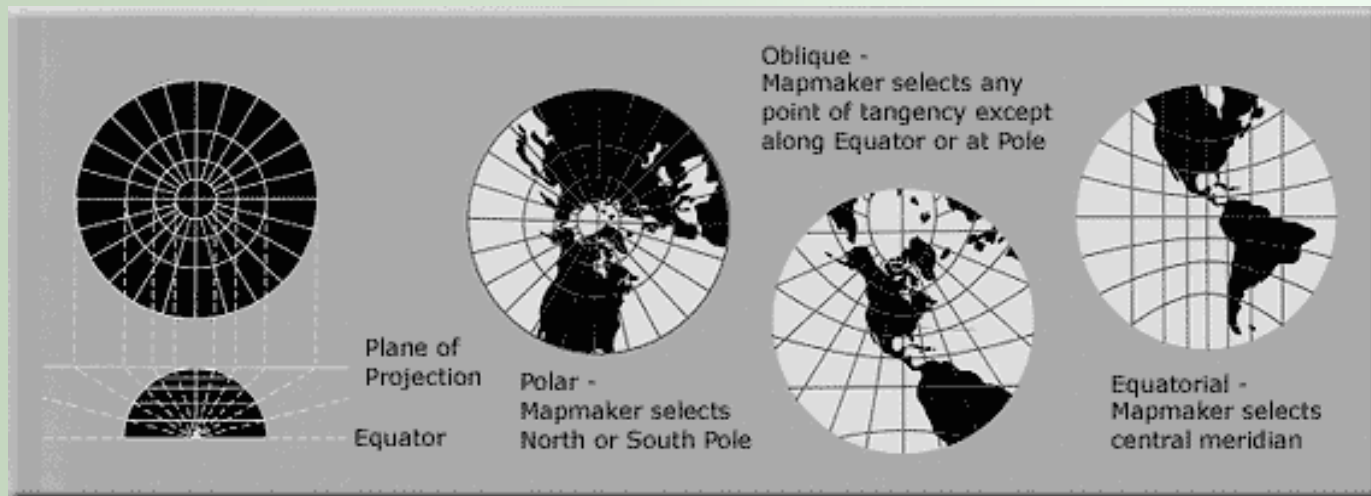 Plane of
Projection
Equator
Polar -
Mapmaker selects
North or South Pole
Oblique -
Mapmaker selects any
point of tangency except
along Equator or at Pole
Equatorial -
Mapmaker selects
central meridian